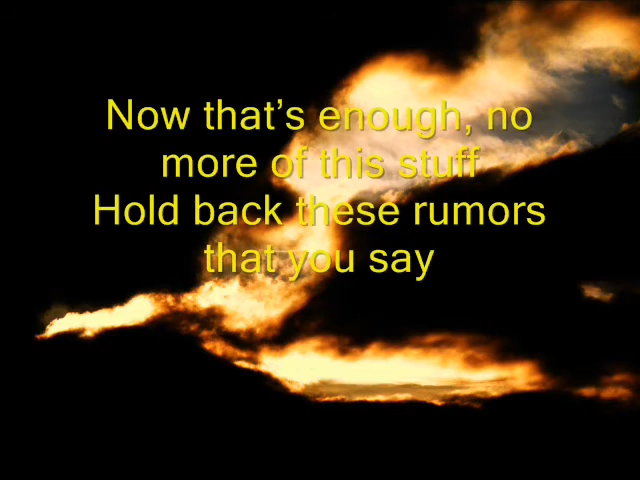 Now that’s enough, no
more of this stuff
Hold back these rumors
that you say